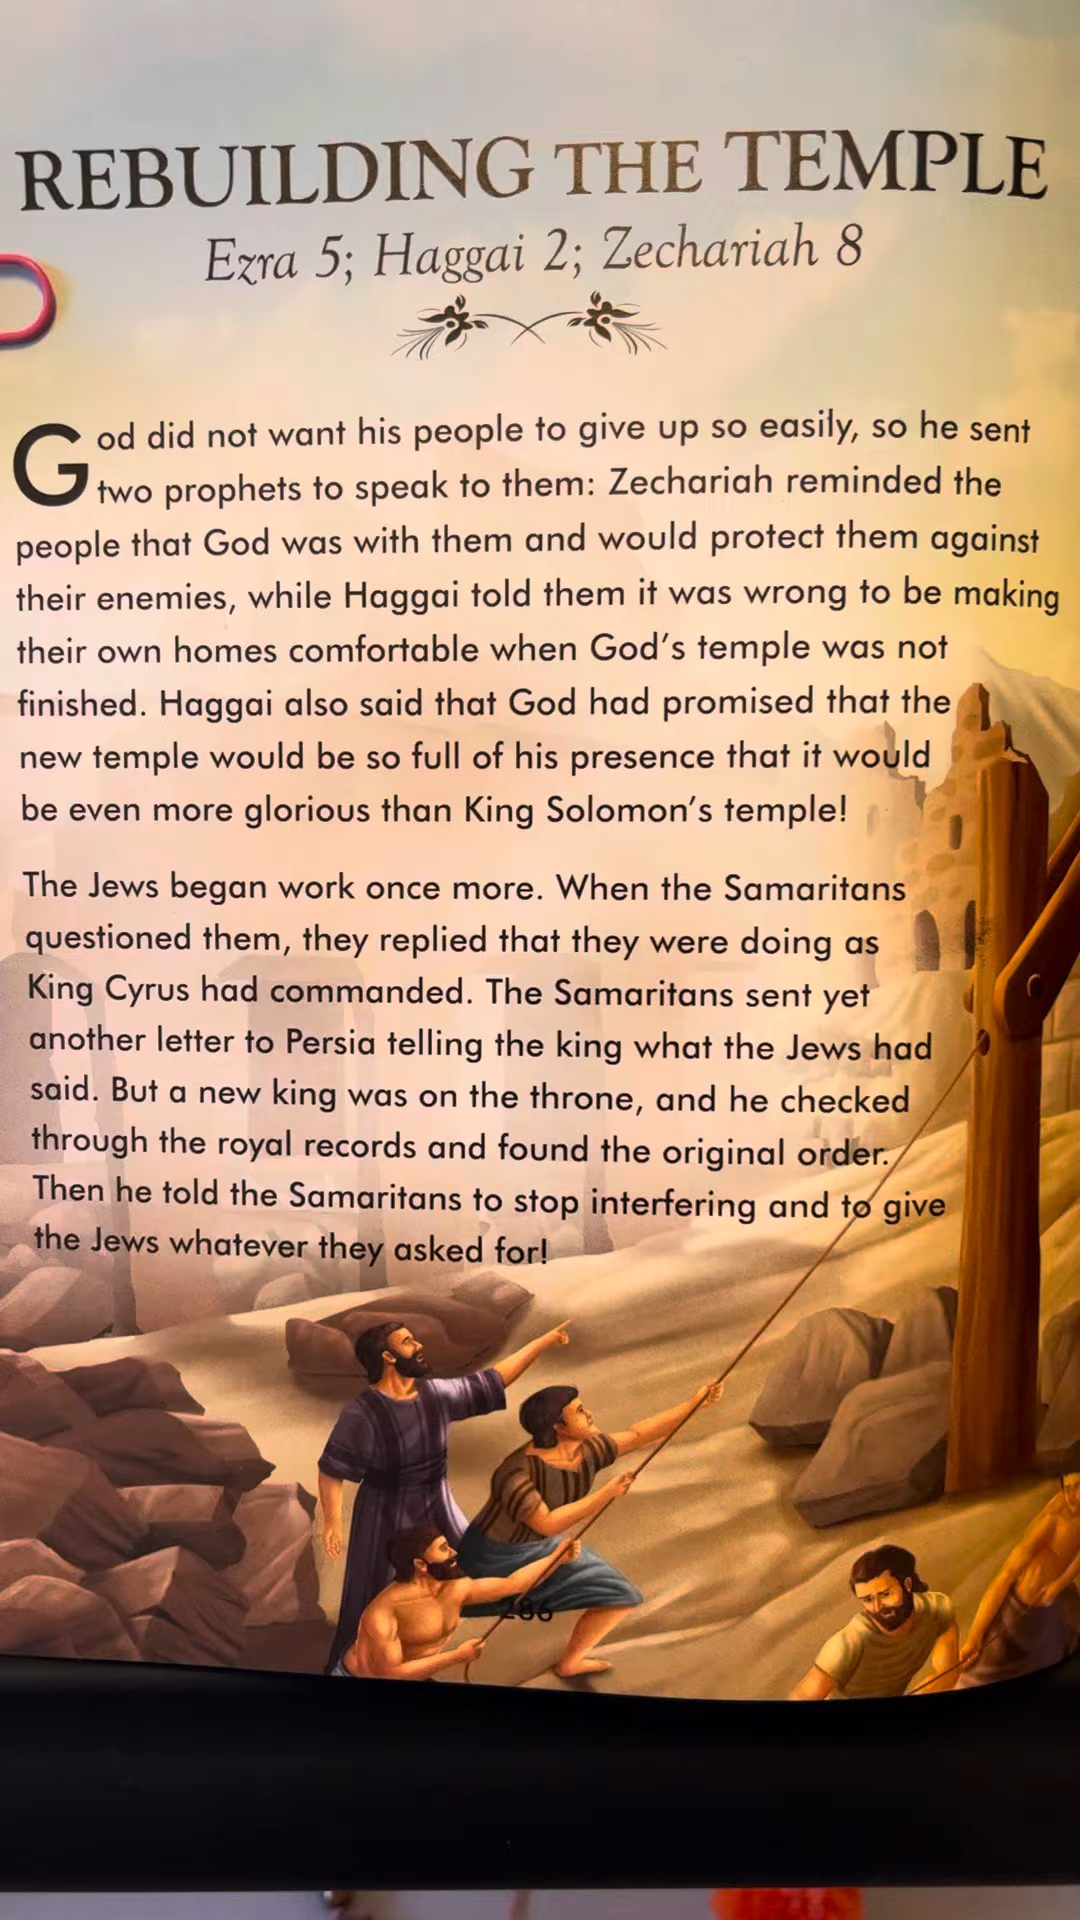 REBUILDING THE TEMPLE
Ezra 5; Haggai 2; Zechariah 8
God did not want his people to give up so easily, so he sent
two prophets to speak to them: Zechariah reminded the
people that God was with them and would protect them against
their enemies, while Haggai told them it was wrong to be making
their own homes comfortable when God's temple was not
finished. Haggai also said that God had promised that the
new temple would be so full of his presence that it would
be even more glorious than King Solomon's temple!
The Jews began work once more. When the Samaritans
questioned them, they replied that they were doing as
King Cyrus had commanded. The Samaritans sent yet
another letter to Persia telling the king what the Jews had
said. But a new king was on the throne, and he checked
through the royal records and found the original order.
Then he told the Samaritans to stop interfering and to give
the Jews whatever they asked for!
286